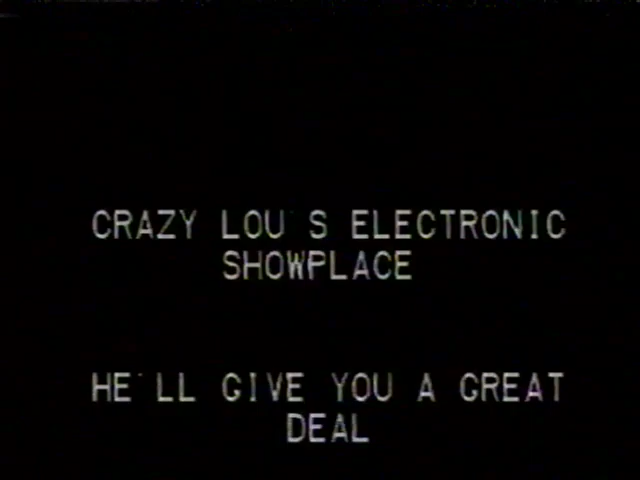 CRAZY LOU'S ELECTRONIC
SHOWPLACE
HE'LL GIVE YOU A GREAT
DEAL